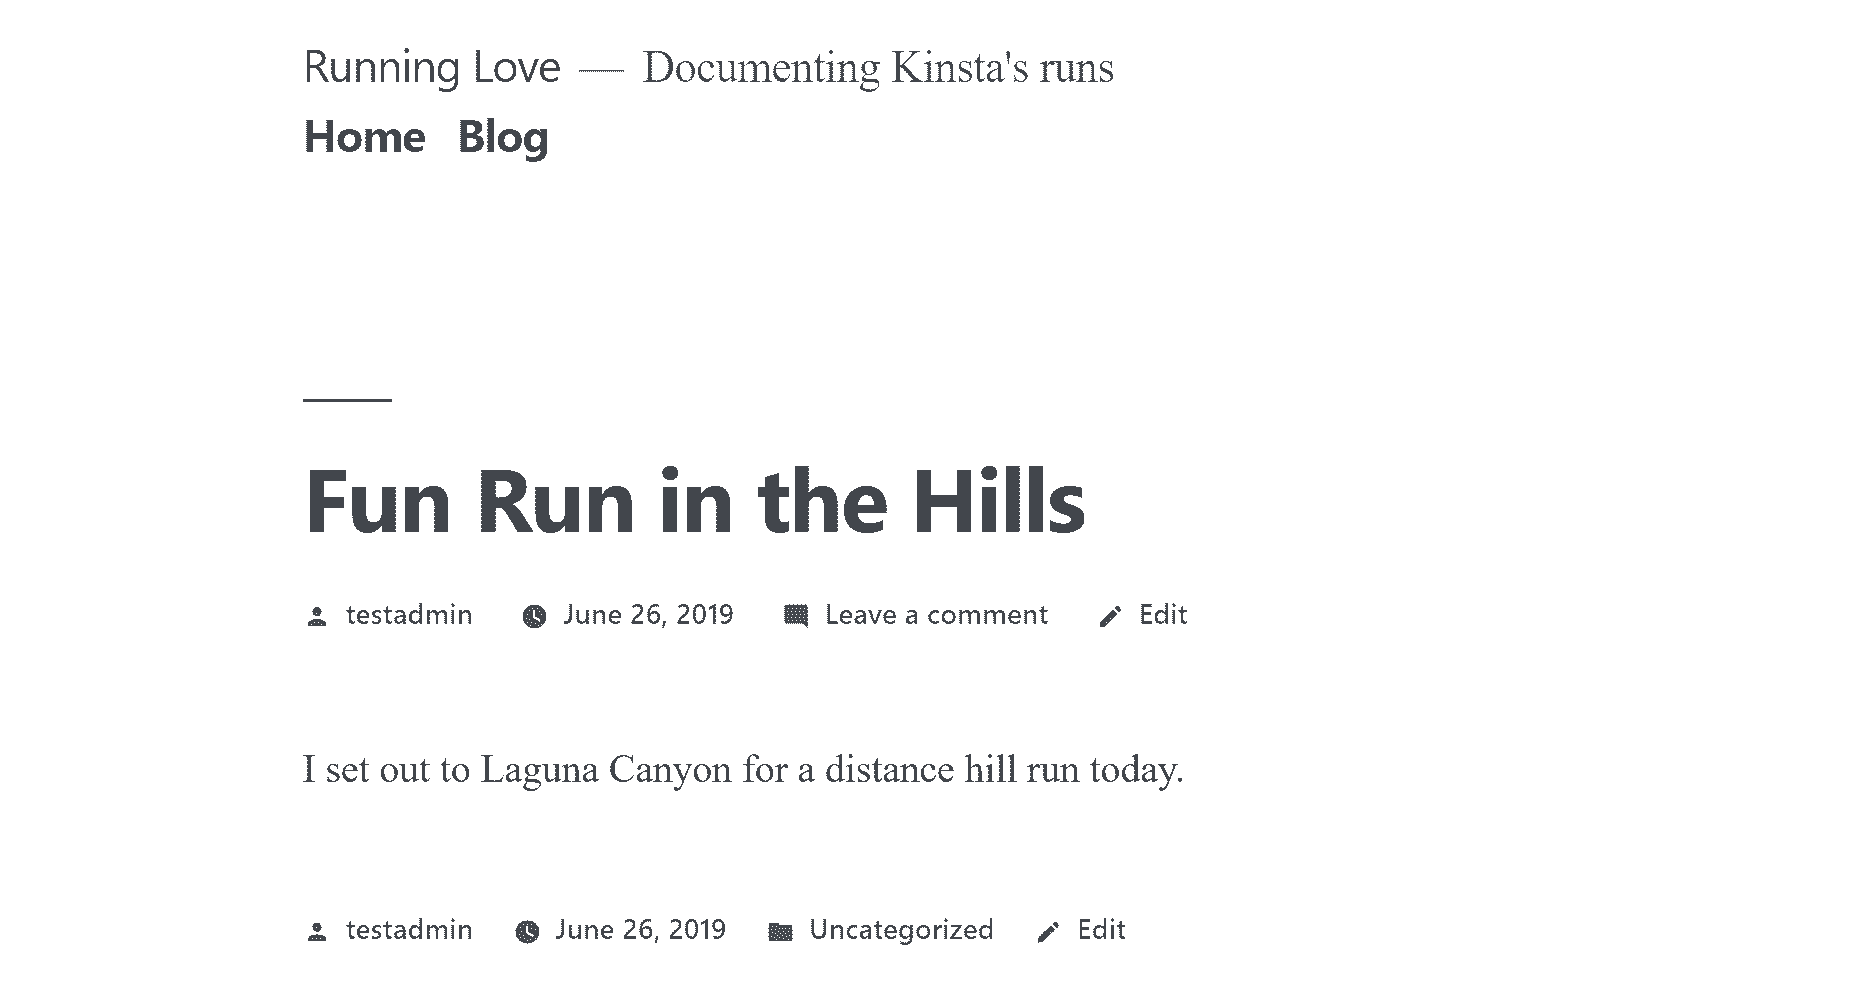 Running Love — Documenting Kinsta's runs
Home Blog
Fun Run in the Hills
testadmin June 26, 2019 Leave a comment Edit
I set out to Laguna Canyon for a distance hill run today.
testadmin June 26, 2019 Uncategorized Edit